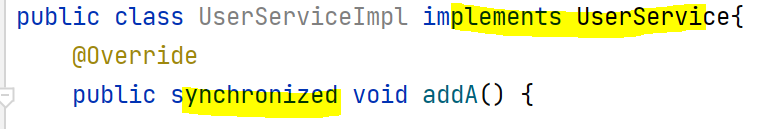 public class UserServiceImpl implements UserService{
@Override
public synchronized void addA() {